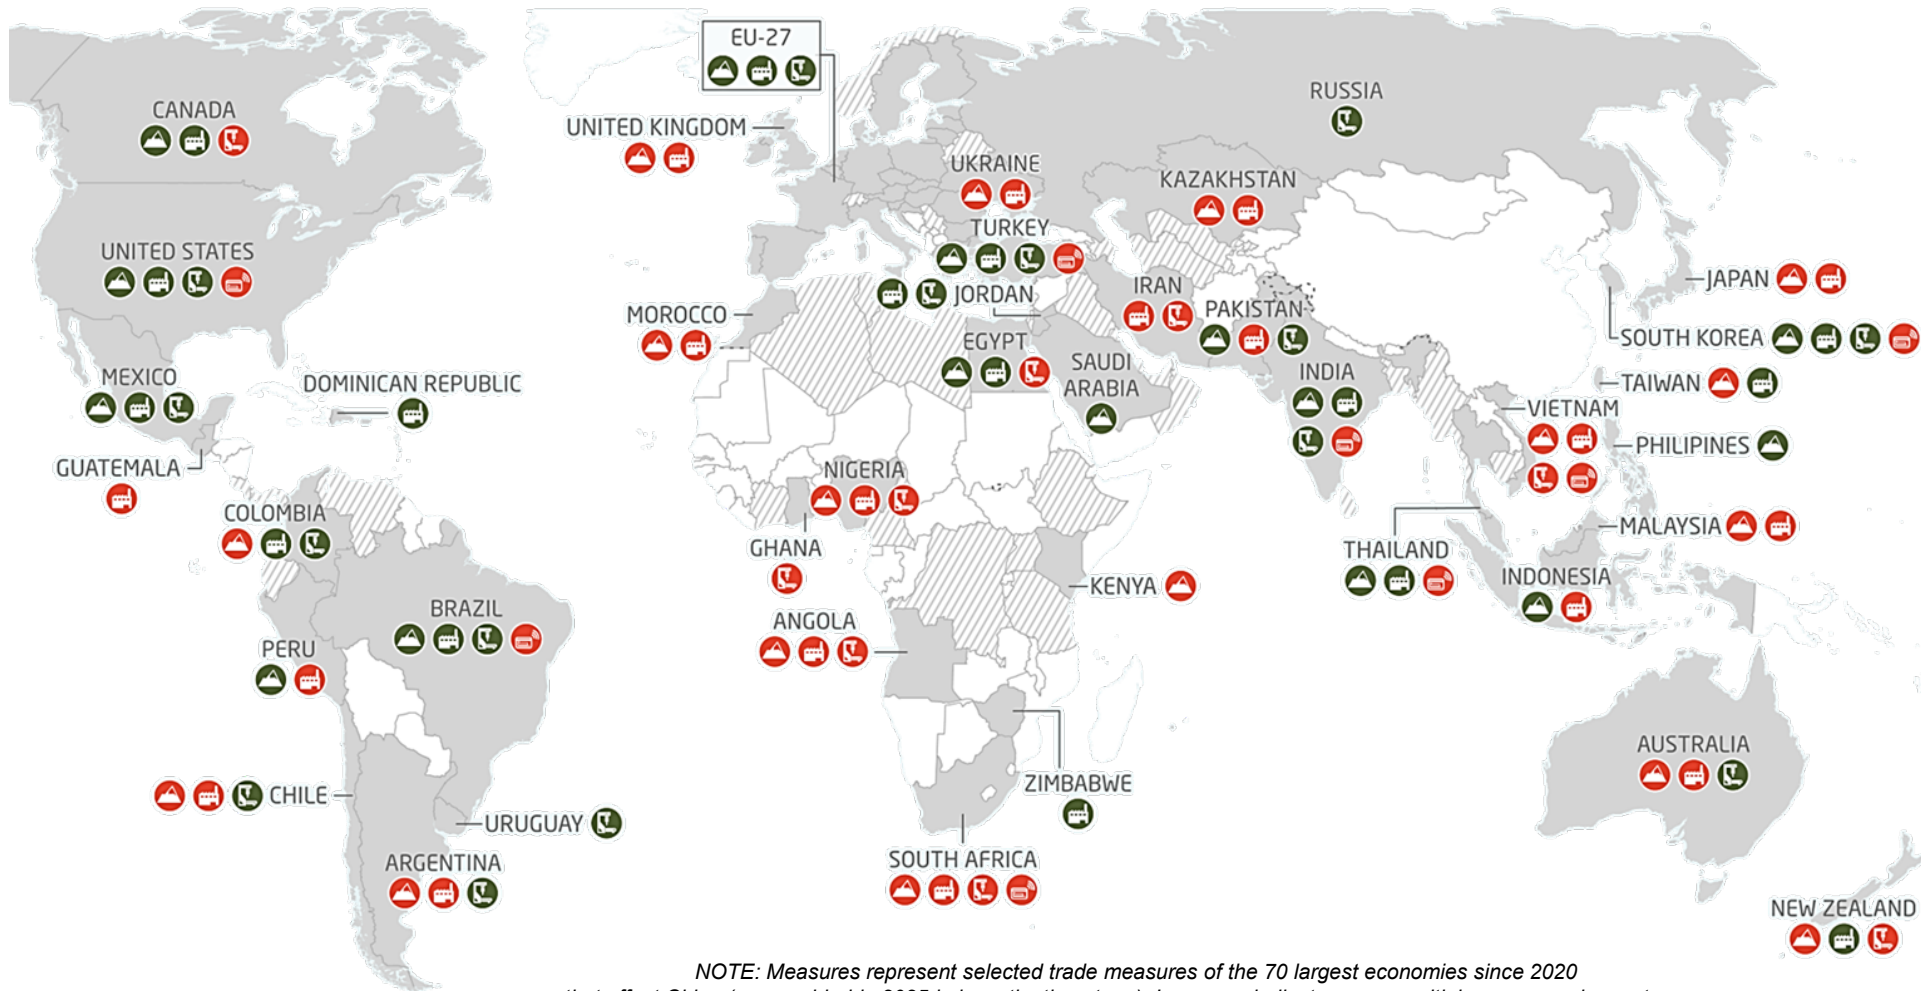 EU-27
CANADA
RUSSIA
UNITED KINGDOM
UKRAINE
KAZAKHSTAN
UNITED STATES
TURKEY
JAPAN
IRAN
JORDAN
MOROCCO
PAKISTAN
SOUTH KOREA
EGYPT
SAUDI
ARABIA
INDIA
MEXICO
DOMINICAN REPUBLIC
TAIWAN
VIETNAM
PHILIPINES
GUATEMALA
NIGERIA
COLOMBIA
MALAYSIA
GHANA
THAILAND
INDONESIA
KENYA
BRAZIL
ANGOLA
PERU
AUSTRALIA
ZIMBABWE
CHILE
URUGUAY
ARGENTINA
SOUTH AFRICA
NEW ZEALAND
NOTE: Measures represent selected trade measures of the 70 largest economies since 2020